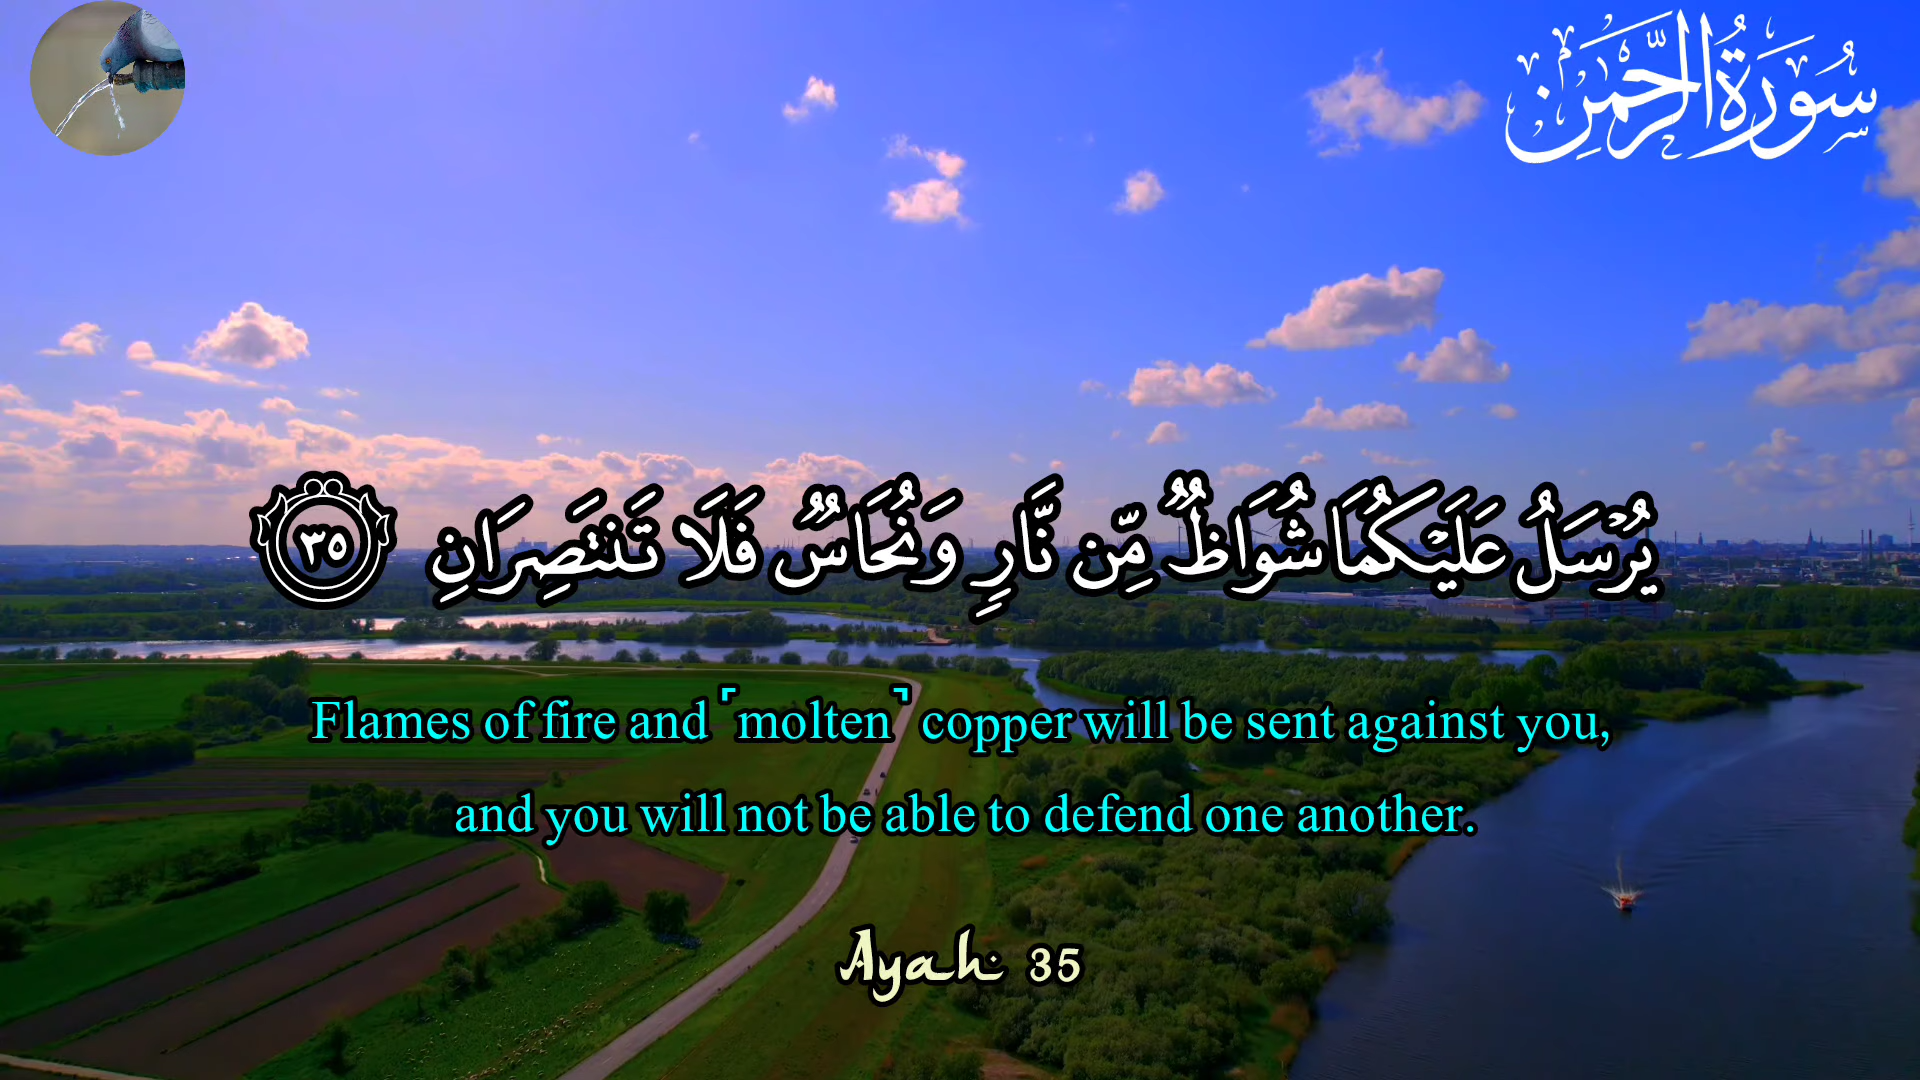 سُورَةُ الرَّحْمَٰنِ
يُرْسَلُ عَلَيْكُمَا شُوَاظٌ مِّن نَّارٍ وَنُحَاسٌ فَلَا تَنتَصِرَانِ ٣٥
Flames of fire and ⸢molten⸣ copper will be sent against you,
and you will not be able to defend one another.
Ayah 35